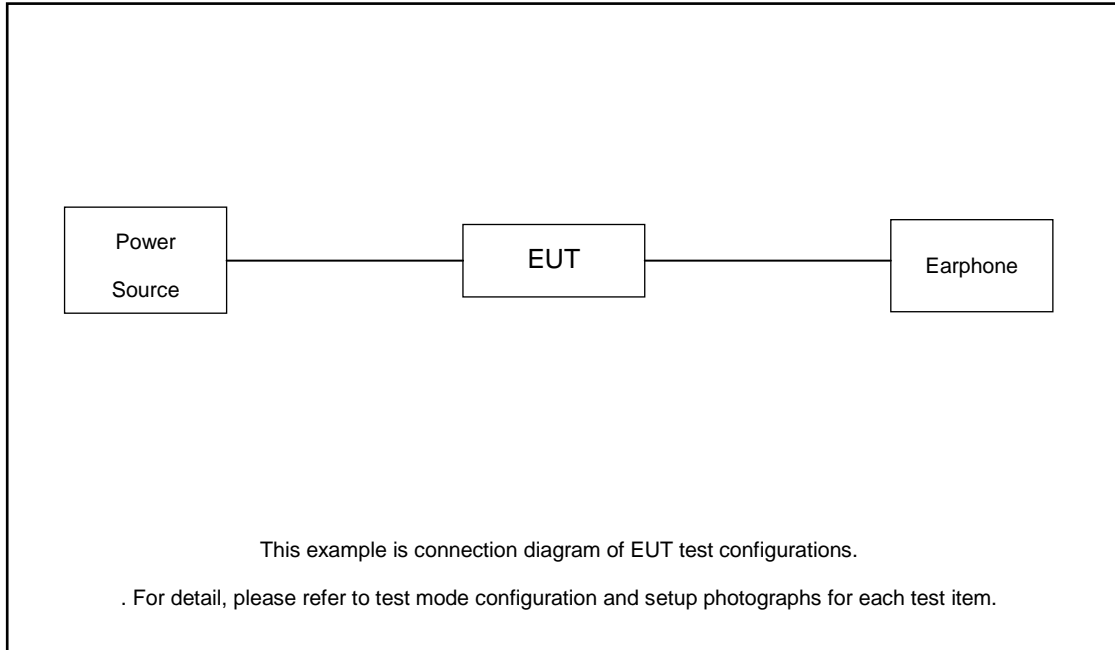 Power
Source
EUT
Earphone
This example is connection diagram of EUT test configurations.
. For detail, please refer to test mode configuration and setup photographs for each test item.